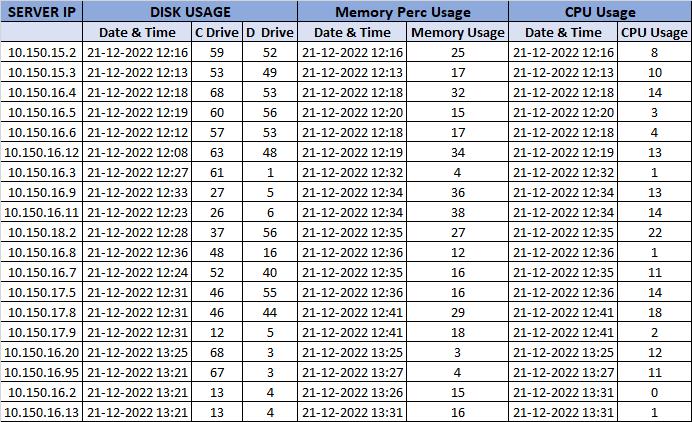 SERVER IP DISK USAGE Memory Perc Usage CPU Usage
Date & Time C Drive D Drive Date & Time Memory Usage Date & Time CPU Usage
10.150.15.2 21-12-2022 12:16 59 52 21-12-2022 12:16 25 21-12-2022 12:16 8
10.150.15.3 21-12-2022 12:13 53 49 21-12-2022 12:13 17 21-12-2022 12:13 10
10.150.16.4 21-12-2022 12:18 68 53 21-12-2022 12:18 32 21-12-2022 12:18 14
10.150.16.5 21-12-2022 12:19 60 56 21-12-2022 12:20 15 21-12-2022 12:20 3
10.150.16.6 21-12-2022 12:12 57 53 21-12-2022 12:18 17 21-12-2022 12:18 4
10.150.16.12 21-12-2022 12:08 63 48 21-12-2022 12:19 34 21-12-2022 12:19 13
10.150.16.3 21-12-2022 12:27 61 1 21-12-2022 12:32 4 21-12-2022 12:32 1
10.150.16.9 21-12-2022 12:33 27 5 21-12-2022 12:34 36 21-12-2022 12:34 13
10.150.16.11 21-12-2022 12:23 26 6 21-12-2022 12:34 38 21-12-2022 12:34 14
10.150.18.2 21-12-2022 12:28 37 56 21-12-2022 12:35 27 21-12-2022 12:35 22
10.150.16.8 21-12-2022 12:36 48 16 21-12-2022 12:36 12 21-12-2022 12:36 1
10.150.16.7 21-12-2022 12:24 52 40 21-12-2022 12:35 16 21-12-2022 12:35 11
10.150.17.5 21-12-2022 12:31 46 55 21-12-2022 12:36 16 21-12-2022 12:36 14
10.150.17.8 21-12-2022 12:31 46 44 21-12-2022 12:41 29 21-12-2022 12:41 18
10.150.17.9 21-12-2022 12:31 12 5 21-12-2022 12:41 18 21-12-2022 12:41 2
10.150.16.20 21-12-2022 13:25 68 3 21-12-2022 13:25 3 21-12-2022 13:25 12
10.150.16.95 21-12-2022 13:21 67 3 21-12-2022 13:27 4 21-12-2022 13:27 11
10.150.16.2 21-12-2022 13:21 13 4 21-12-2022 13:26 15 21-12-2022 13:31 0
10.150.16.13 21-12-2022 13:21 13 4 21-12-2022 13:31 16 21-12-2022 13:31 1